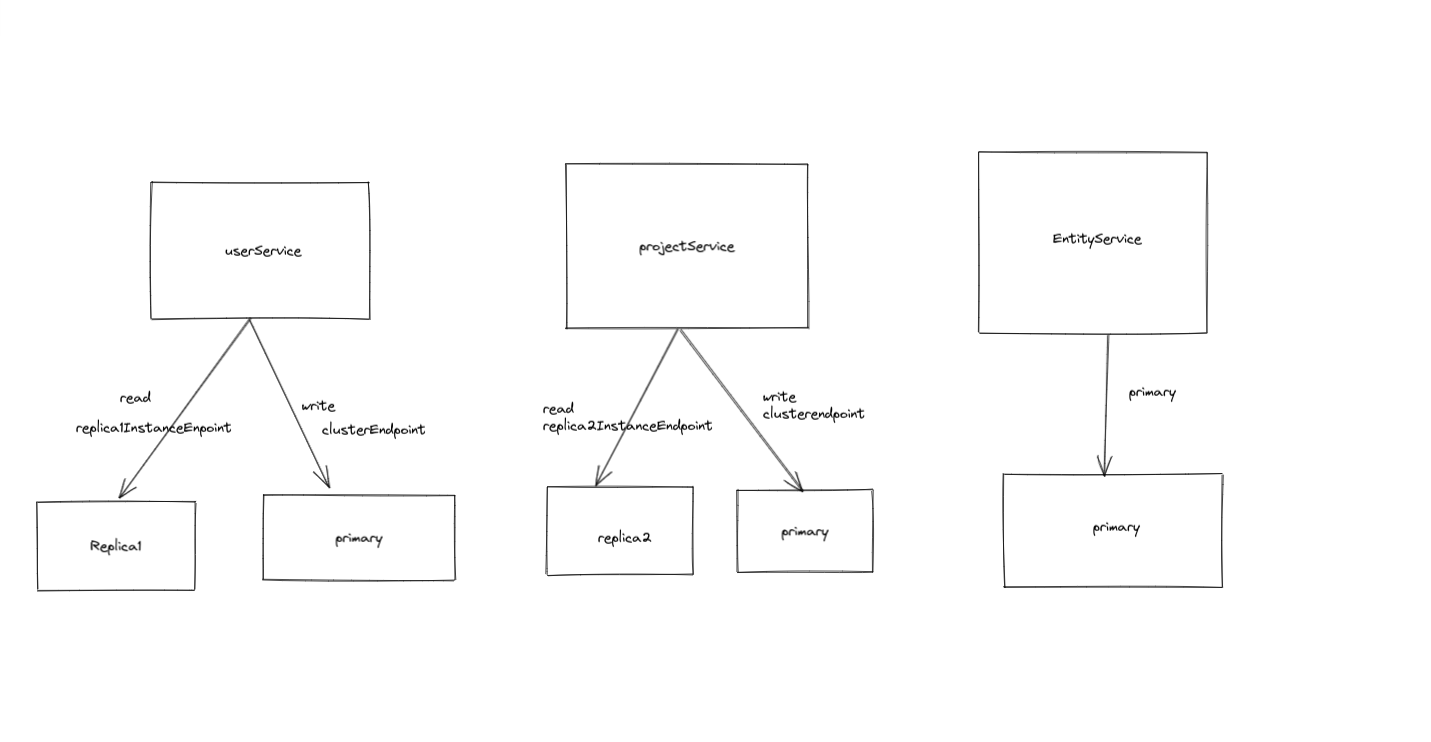 userService
projectService
EntityService
read
replica1InstanceEnpoint
write
clusterEndpoint
read
replica2InstanceEndpoint
write
clusterendpoint
primary
Replica1
primary
replica2
primary
primary